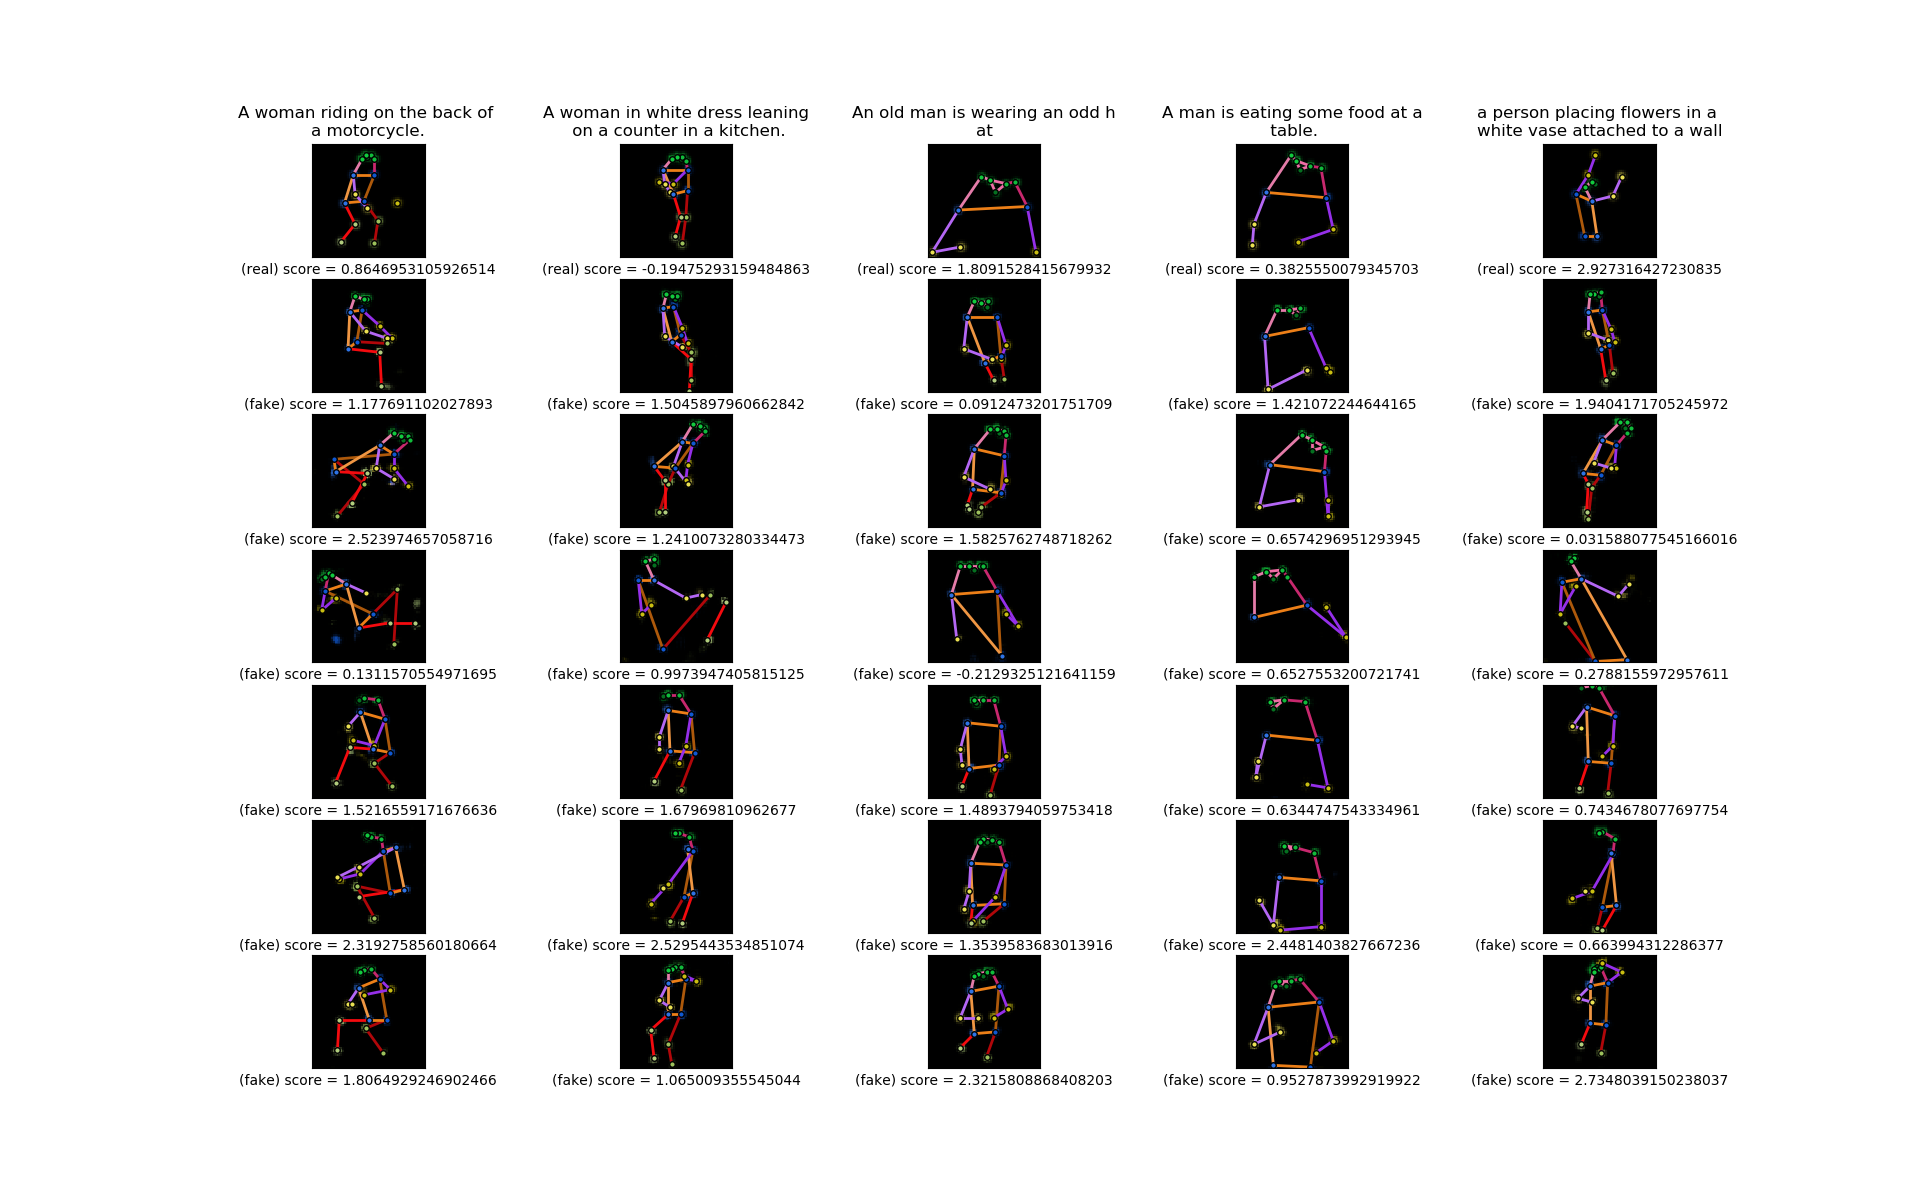 A woman riding on the back of
a motorcycle.
A woman in white dress leaning
on a counter in a kitchen.
An old man is wearing an odd h
at
A man is eating some food at a
table.
a person placing flowers in a
white vase attached to a wall
(real) score = 0.8646953105926514
(real) score = -0.19475293159484863
(real) score = 1.8091528415679932
(real) score = 0.3825550079345703
(real) score = 2.927316427230835
(fake) score = 1.177691102027893
(fake) score = 1.5045897960662842
(fake) score = 0.0912473201751709
(fake) score = 1.421072244644165
(fake) score = 1.9404171705245972
(fake) score = 2.523974657058716
(fake) score = 1.2410073280334473
(fake) score = 1.5825762748718262
(fake) score = 0.6574296951293945
(fake) score = 0.031588077545166016
(fake) score = 0.1311570554971695
(fake) score = 0.9973947405815125
(fake) score = -0.2129325121641159
(fake) score = 0.6527553200721741
(fake) score = 0.2788155972957611
(fake) score = 1.5216559171676636
(fake) score = 1.67969810962677
(fake) score = 1.4893794059753418
(fake) score = 0.6344747543334961
(fake) score = 0.7434678077697754
(fake) score = 2.3192758560180664
(fake) score = 2.5295443534851074
(fake) score = 1.3539583683013916
(fake) score = 2.4481403827667236
(fake) score = 0.663994312286377
(fake) score = 1.8064929246902466
(fake) score = 1.065009355545044
(fake) score = 2.3215808868408203
(fake) score = 0.9527873992919922
(fake) score = 2.7348039150238037